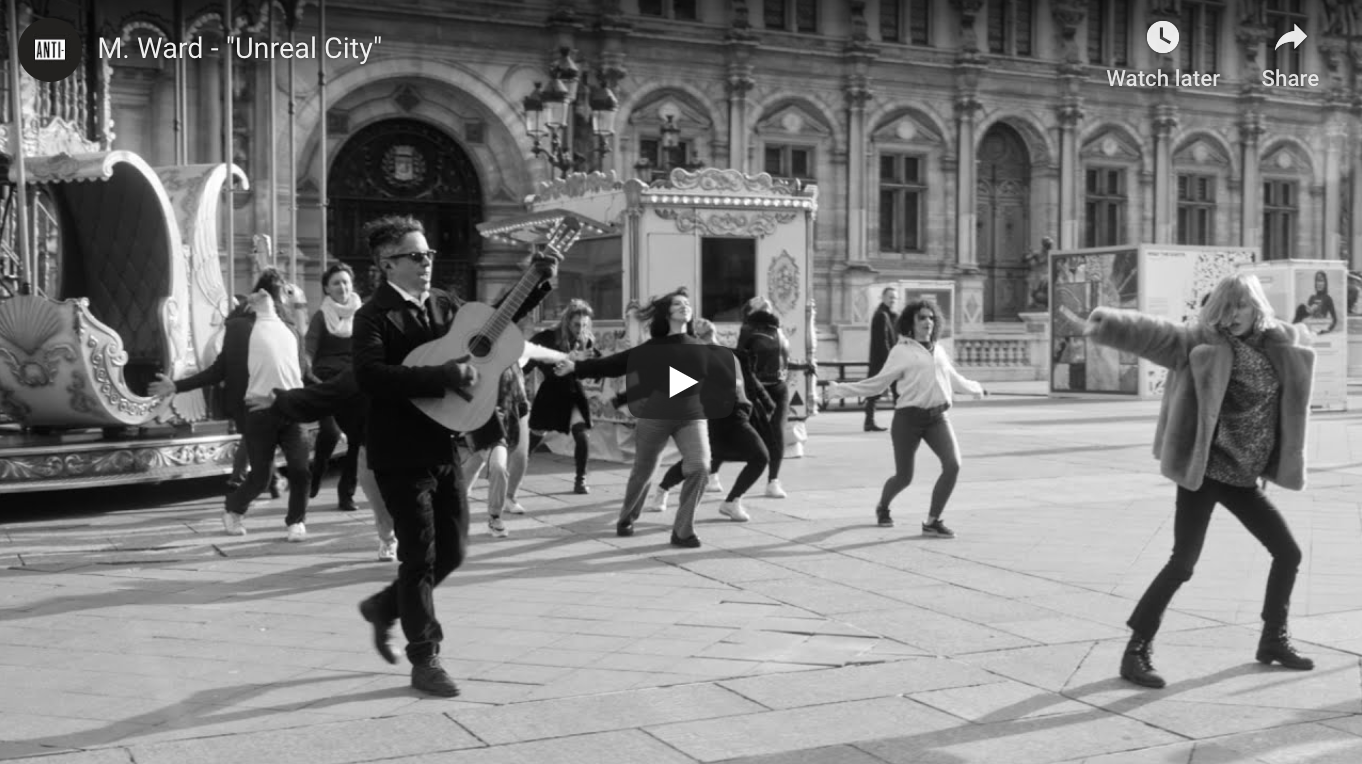 ANTI-
M. Ward - "Unreal City"
Watch later
Share